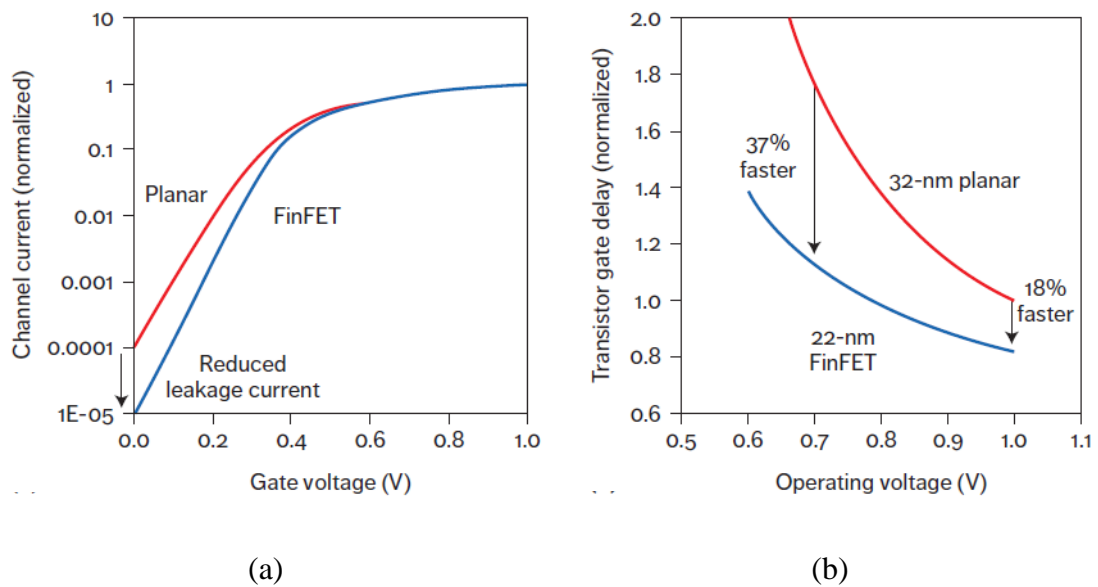 Channel current (normalized)
10
1
0.1
0.01
0.001
0.0001
1E-05
Planar
FinFET
Reduced
leakage current
0.0
0.2
0.4
0.6
0.8
1.0
Gate voltage (V)
(a)
Transistor gate delay (normalized)
2.0
1.8
1.6
1.4
1.2
1.0
0.8
0.6
37%
faster
32-nm planar
18%
faster
22-nm
FinFET
0.5
0.6
0.7
0.8
0.9
1.0
1.1
Operating voltage (V)
(b)